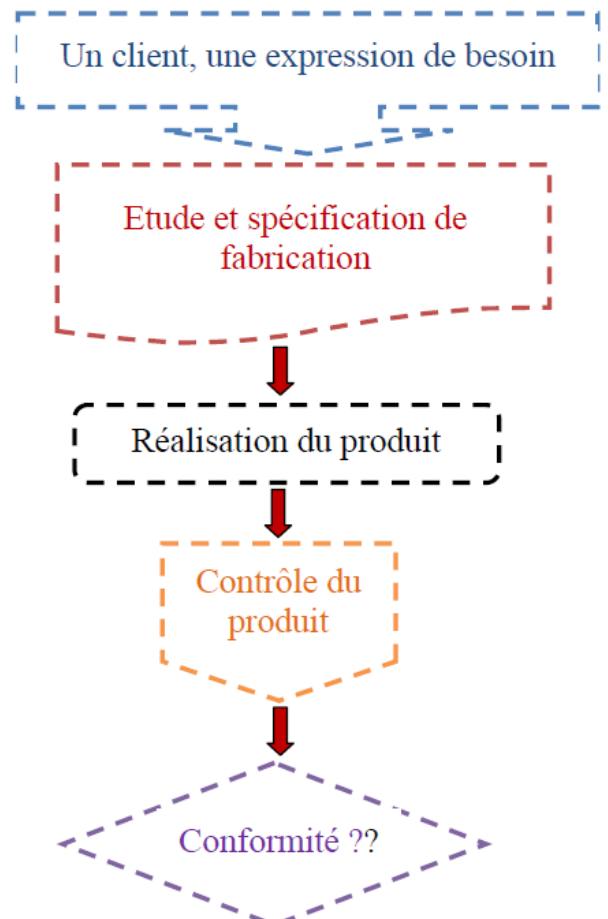 Un client, une expression de besoin
Etude et spécification de
fabrication
Réalisation du produit
Contrôle du
produit
Conformité ??